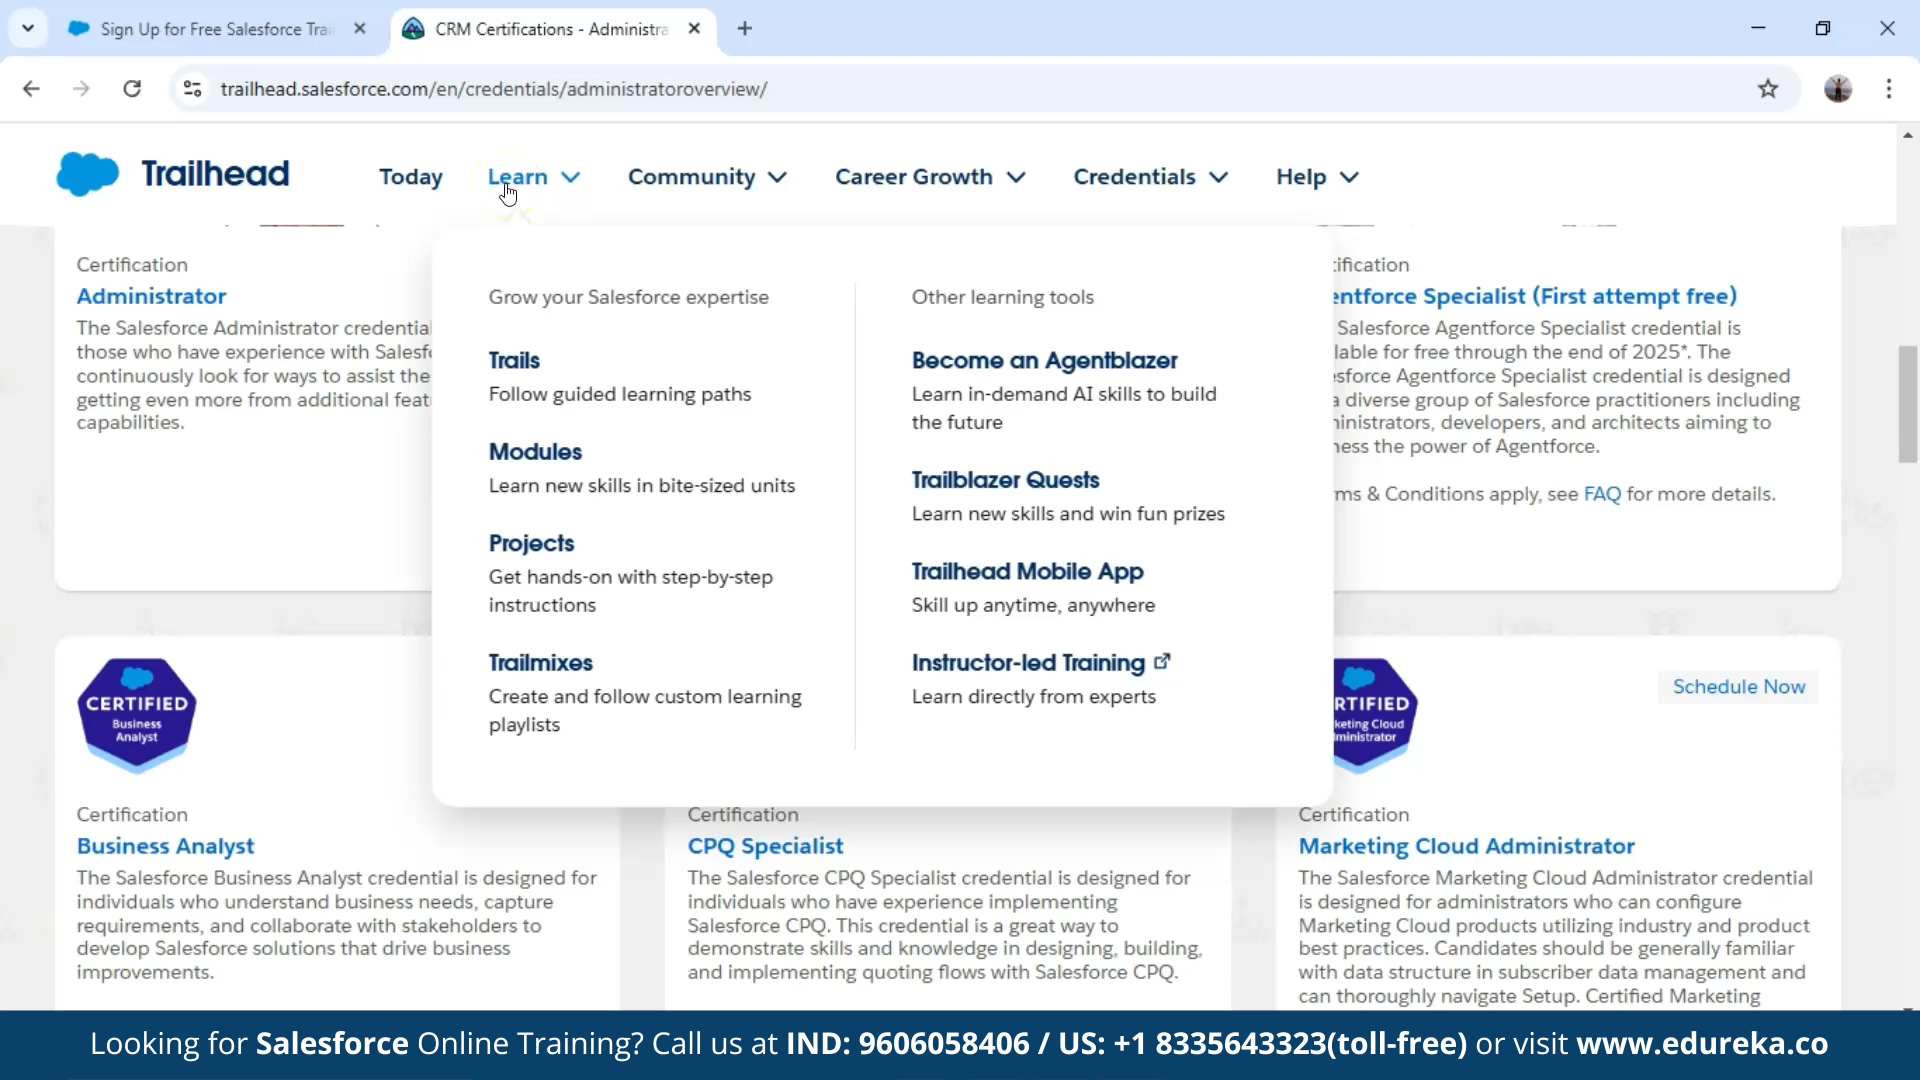 Sign Up for Free Salesforce Trai
CRM Certifications - Administra
trailhead.salesforce.com/en/credentials/administratoroverview/
Trailhead
Today
Learn
Community
Career Growth
Credentials
Help
Certification
Administrator
The Salesforce Administrator credential
those who have experience with Salesf
continuously look for ways to assist the
getting even more from additional feat
capabilities.
Grow your Salesforce expertise
Trails
Follow guided learning paths
Modules
Learn new skills in bite-sized units
Projects
Get hands-on with step-by-step
instructions
Trailmixes
Create and follow custom learning
playlists
Other learning tools
Become an Agentblazer
Learn in-demand AI skills to build
the future
Trailblazer Quests
Learn new skills and win fun prizes
Trailhead Mobile App
Skill up anytime, anywhere
Instructor-led Training
Learn directly from experts
tification
entforce Specialist (First attempt free)
Salesforce Agentforce Specialist credential is
lable for free through the end of 2025*. The
esforce Agentforce Specialist credential is designed
a diverse group of Salesforce practitioners including
ministrators, developers, and architects aiming to
ness the power of Agentforce.
ms & Conditions apply, see FAQ for more details.
CERTIFIED
Business
Analyst
Certification
Business Analyst
The Salesforce Business Analyst credential is designed for
individuals who understand business needs, capture
requirements, and collaborate with stakeholders to
develop Salesforce solutions that drive business
improvements.
Certification
CPQ Specialist
The Salesforce CPQ Specialist credential is designed for
individuals who have experience implementing
Salesforce CPQ. This credential is a great way to
demonstrate skills and knowledge in designing, building,
and implementing quoting flows with Salesforce CPQ.
RTIFIED
keting Cloud
ministrator
Schedule Now
Certification
Marketing Cloud Administrator
The Salesforce Marketing Cloud Administrator credential
is designed for administrators who can configure
Marketing Cloud products utilizing industry and product
best practices. Candidates should be generally familiar
with data structure in subscriber data management and
can thoroughly navigate Setup. Certified Marketing
Looking for Salesforce Online Training? Call us at IND: 9606058406 / US: +1 8335643323(toll-free) or visit www.edureka.co